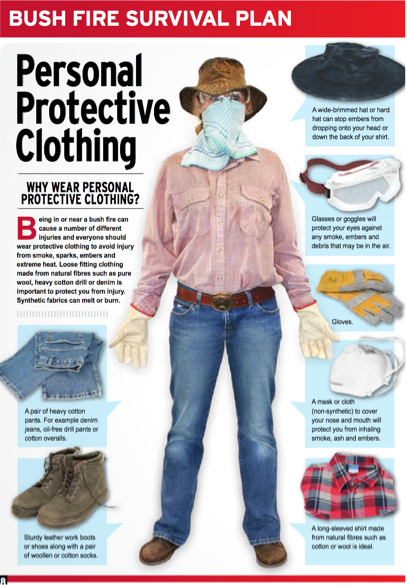 BUSH FIRE SURVIVAL PLAN
Personal
Protective
Clothing
WHY WEAR PERSONAL
PROTECTIVE CLOTHING?
Being in or near a bush fire can
cause a number of different
injuries and everyone should
wear protective clothing to avoid injury
from smoke, sparks, embers and
extreme heat. Loose fitting clothing
made from natural fibres such as pure
wool, heavy cotton drill or denim is
important to protect you from injury.
Synthetic fabrics can melt or burn.
A wide-brimmed hat or hard
hat can stop embers from
dropping onto your head or
down the back of your shirt.
Glasses or goggles will
protect your eyes against
any smoke, embers and
debris that may be in the air.
Gloves.
A mask or cloth
(non-synthetic) to cover
your nose and mouth will
protect you from inhaling
smoke, ash and embers.
A pair of heavy cotton
pants. For example denim
jeans, oil-free drill pants or
cotton overalls.
Sturdy leather work boots
or shoes along with a pair
of woollen or cotton socks.
A long-sleeved shirt made
from natural fibres such as
cotton or wool is ideal.
8